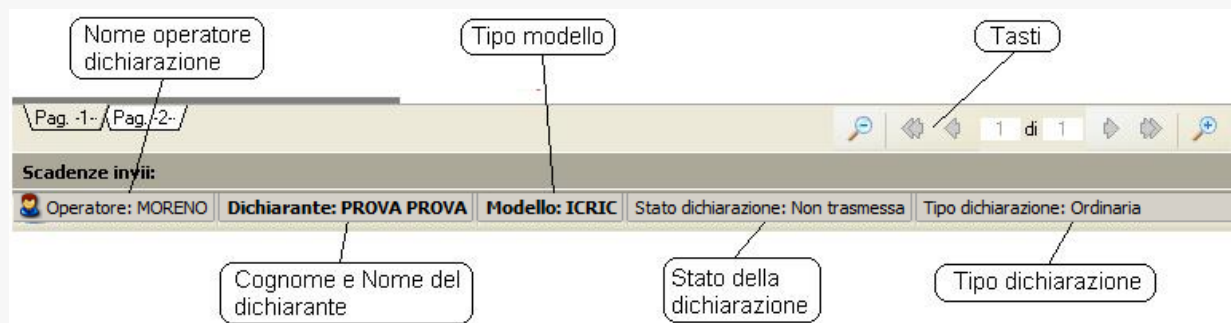 Nome operatore
dichiarazione
Tipo modello
Tasti
Pag. -1-
Pag. -2-
1 di 1
Scadenze invii:
Operatore: MORENO
Dichiarante: PROVA PROVA
Modello: ICRIC
Stato dichiarazione: Non trasmessa
Tipo dichiarazione: Ordinaria
Cognome e Nome del
dichiarante
Stato della
dichiarazione
Tipo dichiarazione